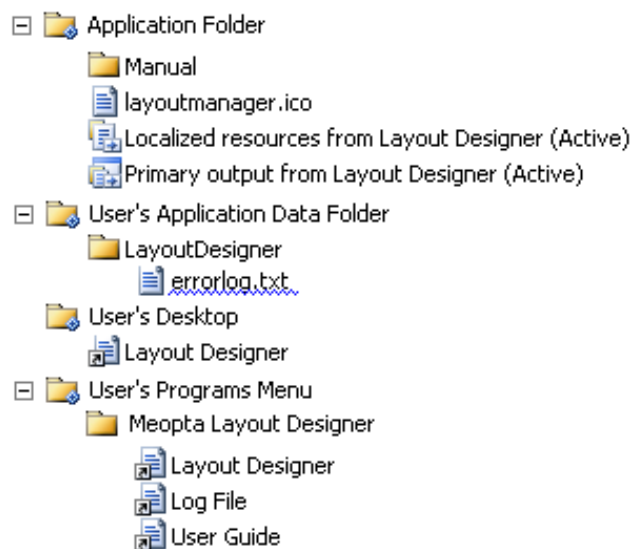 Application Folder
Manual
layoutmanager.ico
Localized resources from Layout Designer (Active)
Primary output from Layout Designer (Active)
User's Application Data Folder
LayoutDesigner
errorlog.txt
User's Desktop
Layout Designer
User's Programs Menu
Meopta Layout Designer
Layout Designer
Log File
User Guide